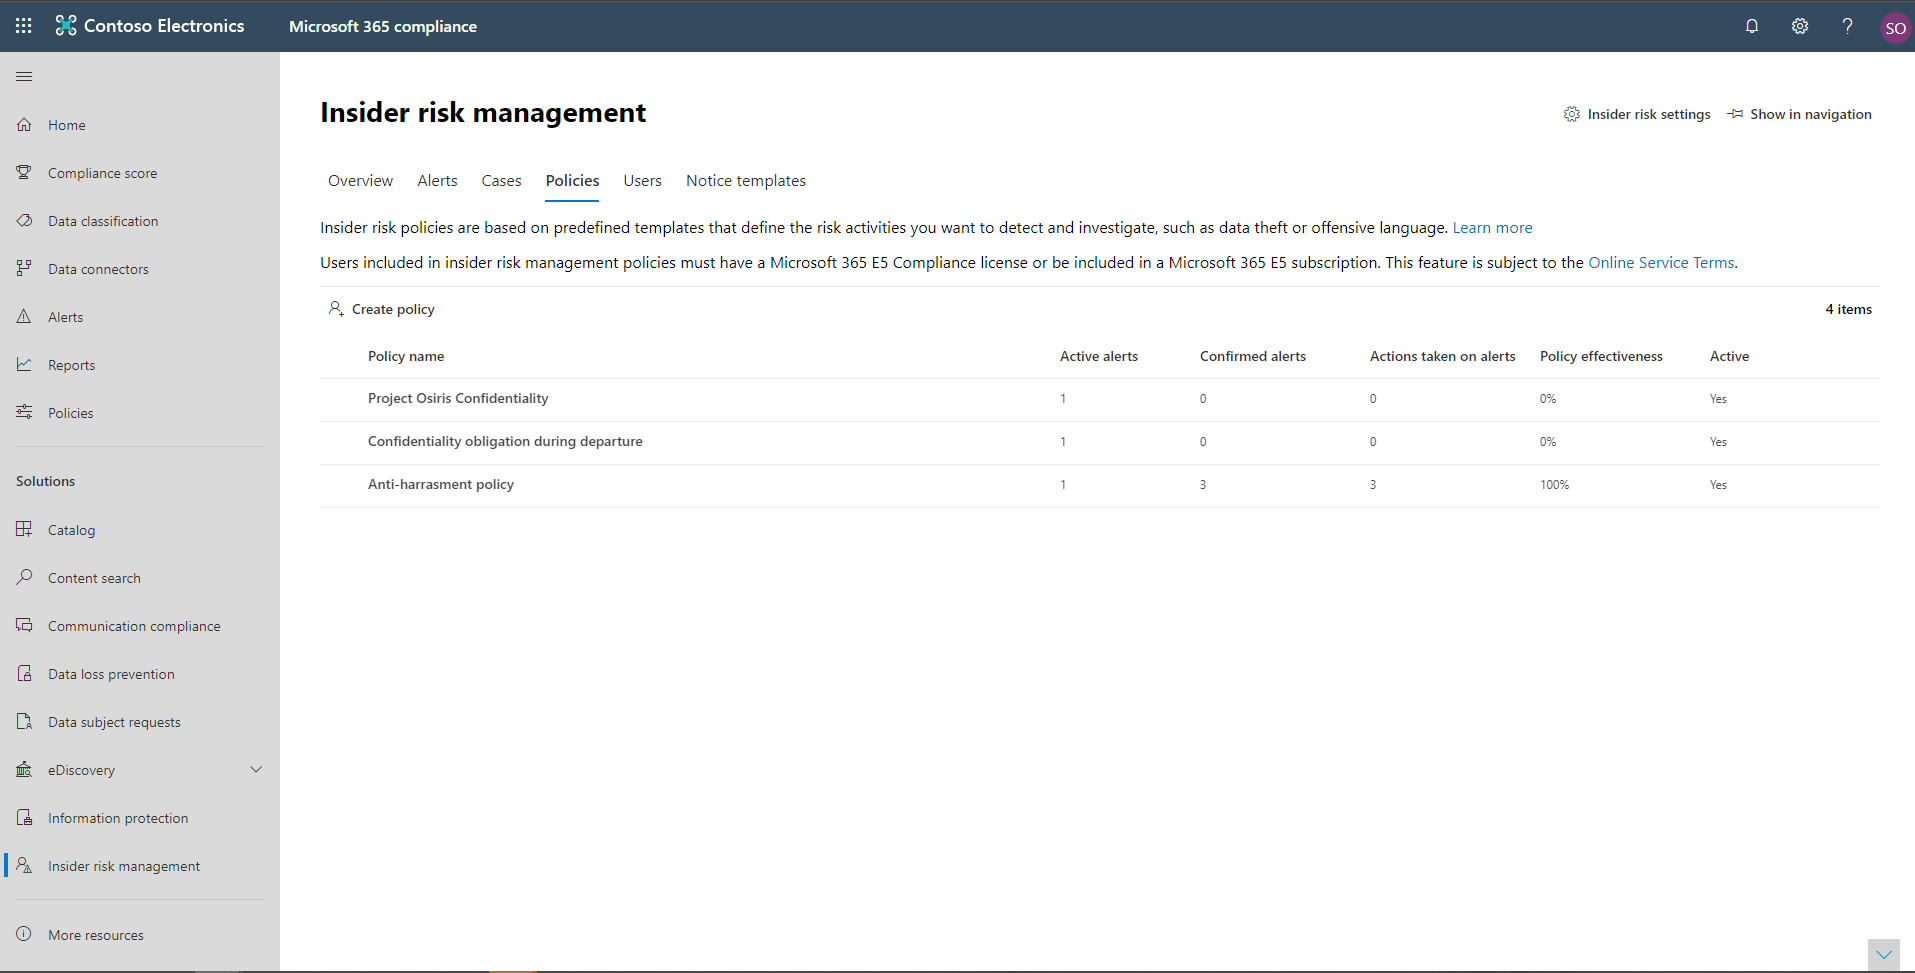 Contoso Electronics
Microsoft 365 compliance
SO
Home
Compliance score
Data classification
Data connectors
Alerts
Reports
Policies
Solutions
Catalog
Content search
Communication compliance
Data loss prevention
Data subject requests
eDiscovery
Information protection
Insider risk management
More resources
Insider risk management
Insider risk settings
Show in navigation
Overview Alerts Cases Policies Users Notice templates
Insider risk policies are based on predefined templates that define the risk activities you want to detect and investigate, such as data theft or offensive language. Learn more
Users included in insider risk management policies must have a Microsoft 365 E5 Compliance license or be included in a Microsoft 365 E5 subscription. This feature is subject to the Online Service Terms.
Create policy
4 items
Policy name Active alerts Confirmed alerts Actions taken on alerts Policy effectiveness Active
Project Osiris Confidentiality 1 0 0 0% Yes
Confidentiality obligation during departure 1 0 0 0% Yes
Anti-harrasment policy 1 3 3 100% Yes